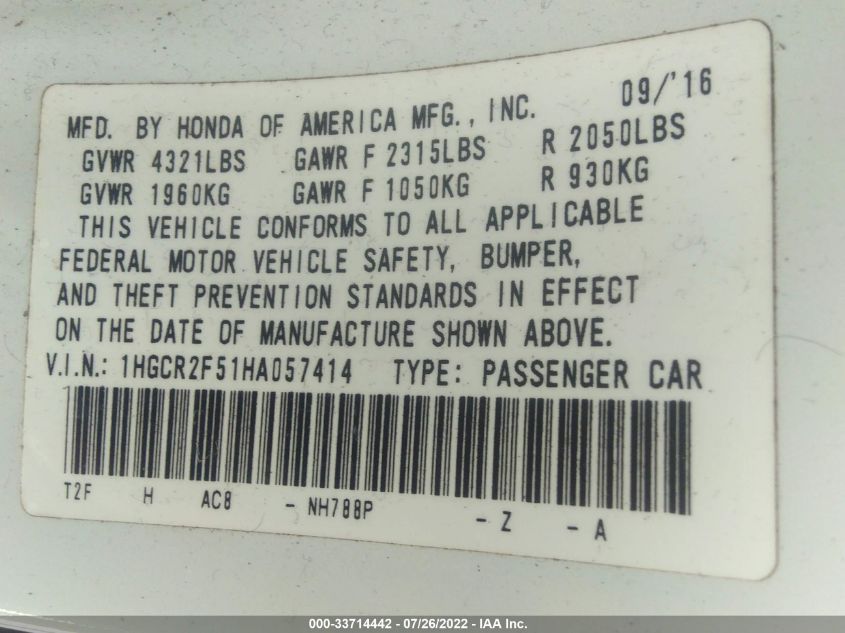 09/'16
MFD. BY HONDA OF AMERICA MFG., INC.
GVWR 4321LBS GAWR F 2315LBS R 2050LBS
GVWR 1960KG GAWR F 1050KG R 930KG
THIS VEHICLE CONFORMS TO ALL APPLICABLE
FEDERAL MOTOR VEHICLE SAFETY, BUMPER,
AND THEFT PREVENTION STANDARDS IN EFFECT
ON THE DATE OF MANUFACTURE SHOWN ABOVE.
V.I.N.: 1HGCR2F51HA057414 TYPE: PASSENGER CAR
T2F H AC8 - NH788P - Z - A
000-33714442 - 07/26/2022 - IAA Inc.